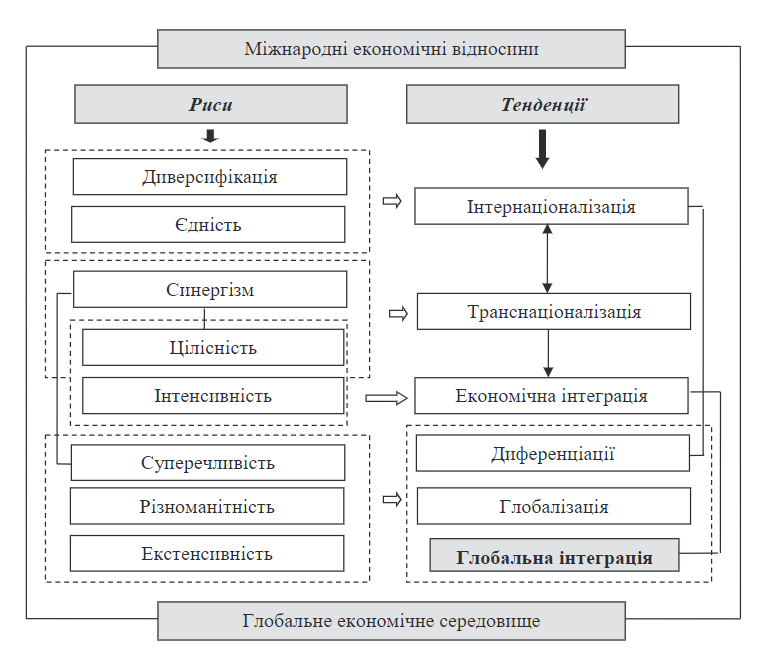 Міжнародні економічні відносини
Риси
Тенденції
Диверсифікація
Єдність
Синергізм
Цілісність
Інтенсивність
Суперечливість
Різноманітність
Екстенсивність
Інтернаціоналізація
Транснаціоналізація
Економічна інтеграція
Диференціації
Глобалізація
Глобальна інтеграція
Глобальне економічне середовище